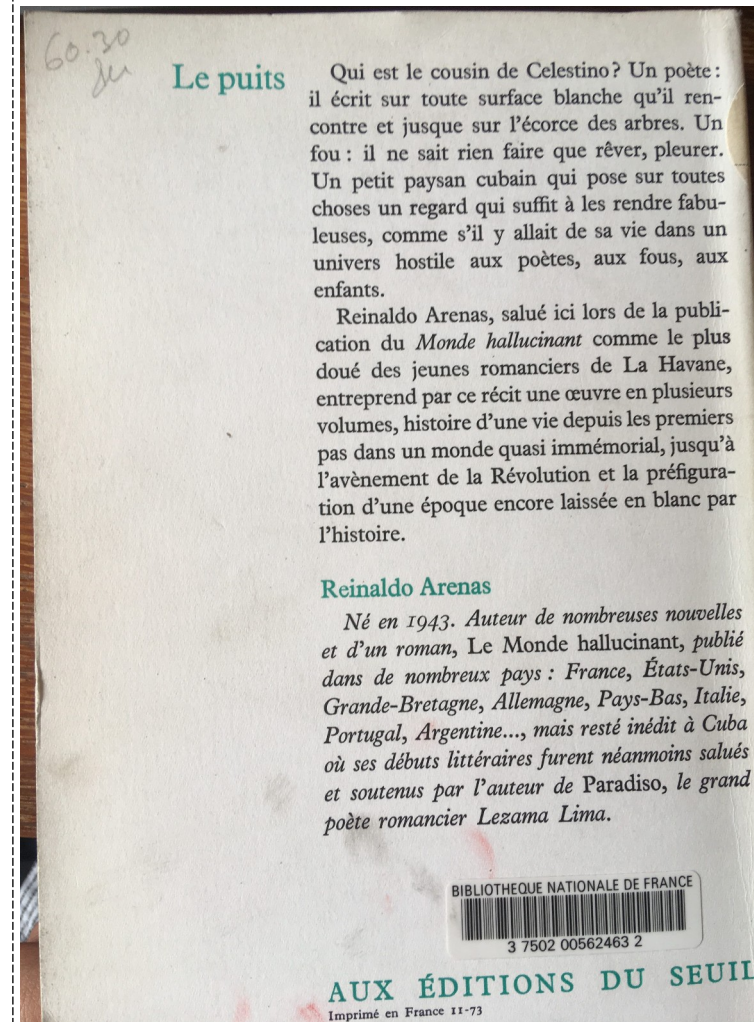 60.30
Le puits
Qui est le cousin de Celestino? Un poète :
il écrit sur toute surface blanche qu'il ren-
contre et jusque sur l'écorce des arbres. Un
fou : il ne sait rien faire que rêver, pleurer.
Un petit paysan cubain qui pose sur toutes
choses un regard qui suffit à les rendre fabu-
leuses, comme s'il y allait de sa vie dans un
univers hostile aux poètes, aux fous, aux
enfants.
Reinaldo Arenas, salué ici lors de la publi-
cation du Monde hallucinant comme le plus
doué des jeunes romanciers de La Havane,
entreprend par ce récit une œuvre en plusieurs
volumes, histoire d'une vie depuis les premiers
pas dans un monde quasi immémorial, jusqu'à
l'avènement de la Révolution et la préfigura-
tion d'une époque encore laissée en blanc par
l'histoire.
Reinaldo Arenas
Né en 1943. Auteur de nombreuses nouvelles
et d'un roman, Le Monde hallucinant, publié
dans de nombreux pays : France, États-Unis,
Grande-Bretagne, Allemagne, Pays-Bas, Italie,
Portugal, Argentine..., mais resté inédit à Cuba
où ses débuts littéraires furent néanmoins salués
et soutenus par l'auteur de Paradiso, le grand
poète romancier Lezama Lima.
BIBLIOTHEQUE NATIONALE DE FRANCE
3 7502 00562463 2
AUX ÉDITIONS DU SEUIL
Imprimé en France 11-73